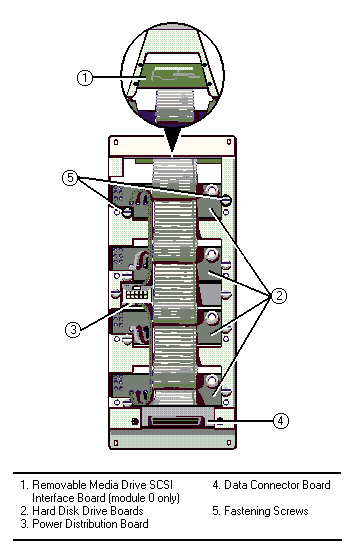 1
5
2
3
4
1. Removable Media Drive SCSI
Interface Board (module 0 only)
2. Hard Disk Drive Boards
3. Power Distribution Board
4. Data Connector Board
5. Fastening Screws